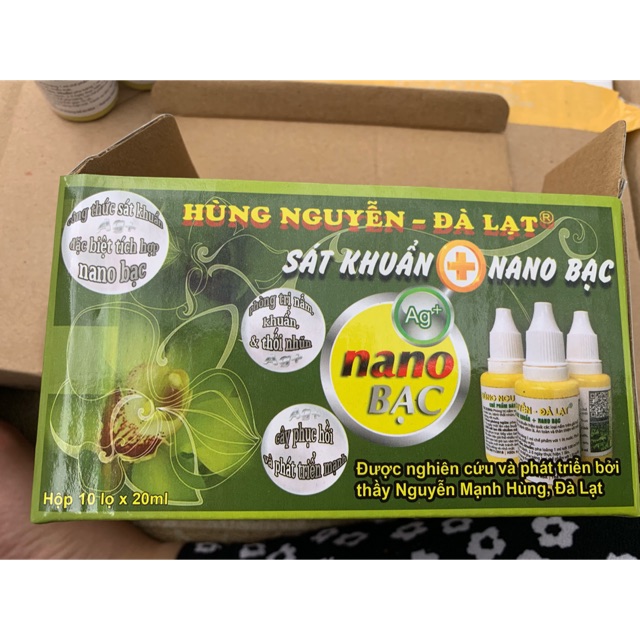 HÙNG NGUYỄN - ĐÀ LẠT®
SÁT KHUẨN + NANO BẠC
thức sát khuẩn
đặc biệt tích hợp
nano bạc
Ag+
phòng trị nấm,
khuẩn,
& thối nhũn
Ag+
nano
BẠC
cây phục hồi
và phát triển mạnh
Hộp 10 lọ x 20ml
Được nghiên cứu và phát triển bởi
thầy Nguyễn Mạnh Hùng, Đà Lạt